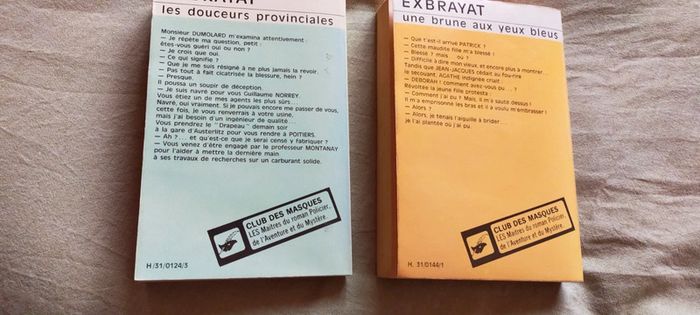 EXBRAYAT
les douceurs provinciales
Monsieur DUMOLARD m'examina attentivement :
— Je répète ma question, petit :
êtes-vous guéri oui ou non ?
— Je crois que oui.
— Ce qui signifie ?
— Que je me suis résigné à ne plus jamais la revoir.
— Pas tout à fait cicatrisée la blessure, hein ?
— Presque.
Il poussa un soupir de déception.
— Je suis navré pour vous Guillaume NORREY.
Vous étiez un de mes agents les plus sûrs...
Navré, oui vraiment. Si je pouvais encore me passer de vous,
cette fois, je vous renverrais à votre usine,
mais j'ai besoin d'un ingénieur de qualité...
Vous prendrez le "Drapeau" demain soir
à la gare d'Austerlitz pour vous rendre à POITIERS.
— Ah ?... et qu'est-ce que je serai censé y fabriquer ?
— Vous venez d'être engagé par le professeur MONTANAY
pour l'aider à mettre la dernière main
à ses travaux de recherches sur un carburant solide.
CLUB DES MASQUES
LES Maîtres du roman Policier,
de l'Aventure et du Mystère.
H/31/0124/3
EXBRAYAT
une brune aux yeux bleus
— Que t'est-il arrivé PATRICK ?
— Cette maudite fille m'a blessé !
— Blessé ? mais... où ?
— Difficile à dire mon vieux, et encore plus à montrer...
Tandis que JEAN-JACQUES cédait au fou-rire
le secouant, AGATHE indignée criait :
— DEBORAH ! comment avez-vous pu... ?
Révoltée la jeune fille protesta :
— Comment j'ai pu ? Mais, il m'a sauté dessus !
Il m'a emprisonné les bras et il a voulu m'embrasser !
— Alors ?
— Alors, je tenais l'aiguille à brider...
je l'ai plantée où j'ai pu.
CLUB DES MASQUES
LES Maîtres du roman Policier,
de l'Aventure et du Mystère.
H. 31/0144/1